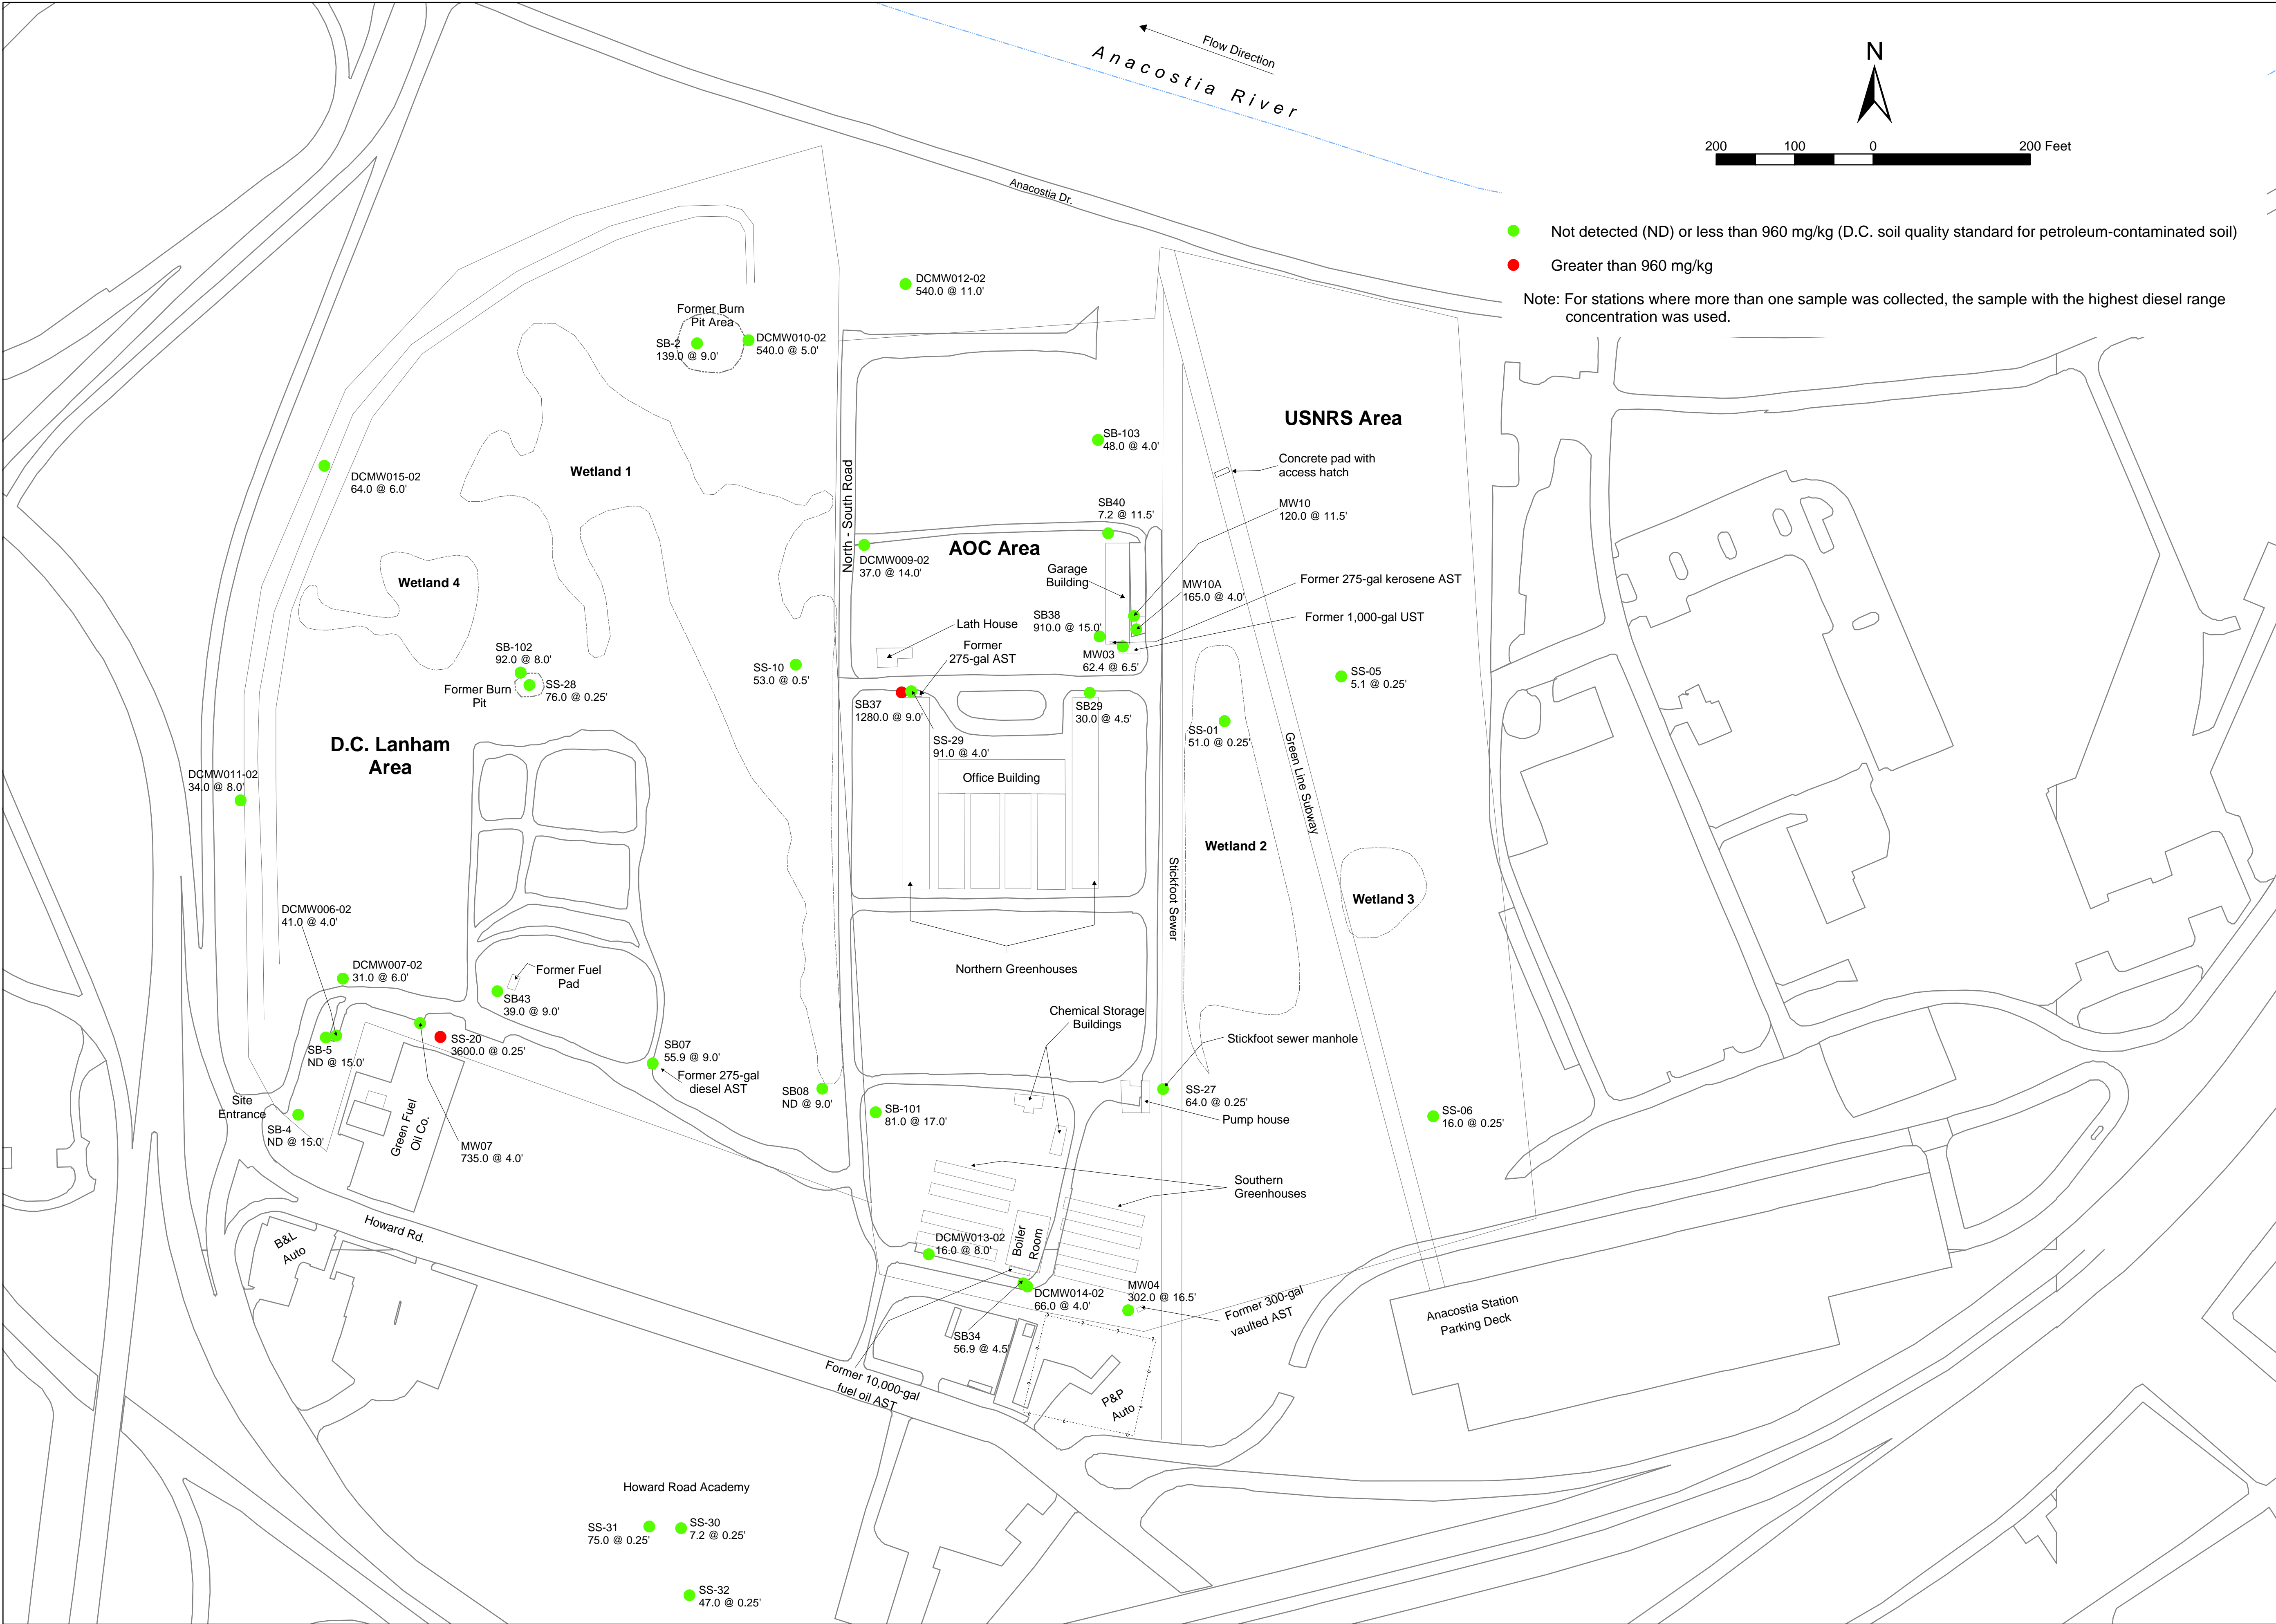 Flow Direction
Anacostia River
N
200 100 0 200 Feet
Anacostia Dr.
Not detected (ND) or less than 960 mg/kg (D.C. soil quality standard for petroleum-contaminated soil)
Greater than 960 mg/kg
Note: For stations where more than one sample was collected, the sample with the highest diesel range
concentration was used.
DCMW012-02
540.0 @ 11.0'
Former Burn
Pit Area
SB-2
139.0 @ 9.0'
DCMW010-02
540.0 @ 5.0'
USNRS Area
SB-103
48.0 @ 4.0'
Concrete pad with
access hatch
Wetland 1
DCMW015-02
64.0 @ 6.0'
North - South Road
SB40
7.2 @ 11.5'
MW10
120.0 @ 11.5'
AOC Area
DCMW009-02
37.0 @ 14.0'
Garage
Building
Wetland 4
MW10A
165.0 @ 4.0'
Former 275-gal kerosene AST
SB38
910.0 @ 15.0'
Former 1,000-gal UST
Lath House
Former
275-gal AST
MW03
62.4 @ 6.5'
SB-102
92.0 @ 8.0'
SS-10
53.0 @ 0.5'
SS-05
5.1 @ 0.25'
Former Burn
Pit
SS-28
76.0 @ 0.25'
SB37
1280.0 @ 9.0'
SB29
30.0 @ 4.5'
SS-29
91.0 @ 4.0'
SS-01
51.0 @ 0.25'
Green Line Subway
D.C. Lanham
Area
DCMW011-02
34.0 @ 8.0'
Office Building
Wetland 2
Stickfoot Sewer
Wetland 3
DCMW006-02
41.0 @ 4.0'
DCMW007-02
31.0 @ 6.0'
Former Fuel
Pad
Northern Greenhouses
SB43
39.0 @ 9.0'
Chemical Storage
Buildings
Stickfoot sewer manhole
SS-20
3600.0 @ 0.25'
SB-5
ND @ 15.0'
SB07
55.9 @ 9.0'
Former 275-gal
diesel AST
SB08
ND @ 9.0'
SS-27
64.0 @ 0.25'
Site
Entrance
SB-4
ND @ 15.0'
Green Fuel
Oil Co.
SB-101
81.0 @ 17.0'
Pump house
SS-06
16.0 @ 0.25'
MW07
735.0 @ 4.0'
Southern
Greenhouses
Howard Rd.
B&L
Auto
DCMW013-02
16.0 @ 8.0'
Boiler
Room
DCMW014-02
66.0 @ 4.0'
MW04
302.0 @ 16.5'
Former 300-gal
vaulted AST
Anacostia Station
Parking Deck
SB34
56.9 @ 4.5'
Former 10,000-gal
fuel oil AST
P&P
Auto
Howard Road Academy
SS-31
75.0 @ 0.25'
SS-30
7.2 @ 0.25'
SS-32
47.0 @ 0.25'